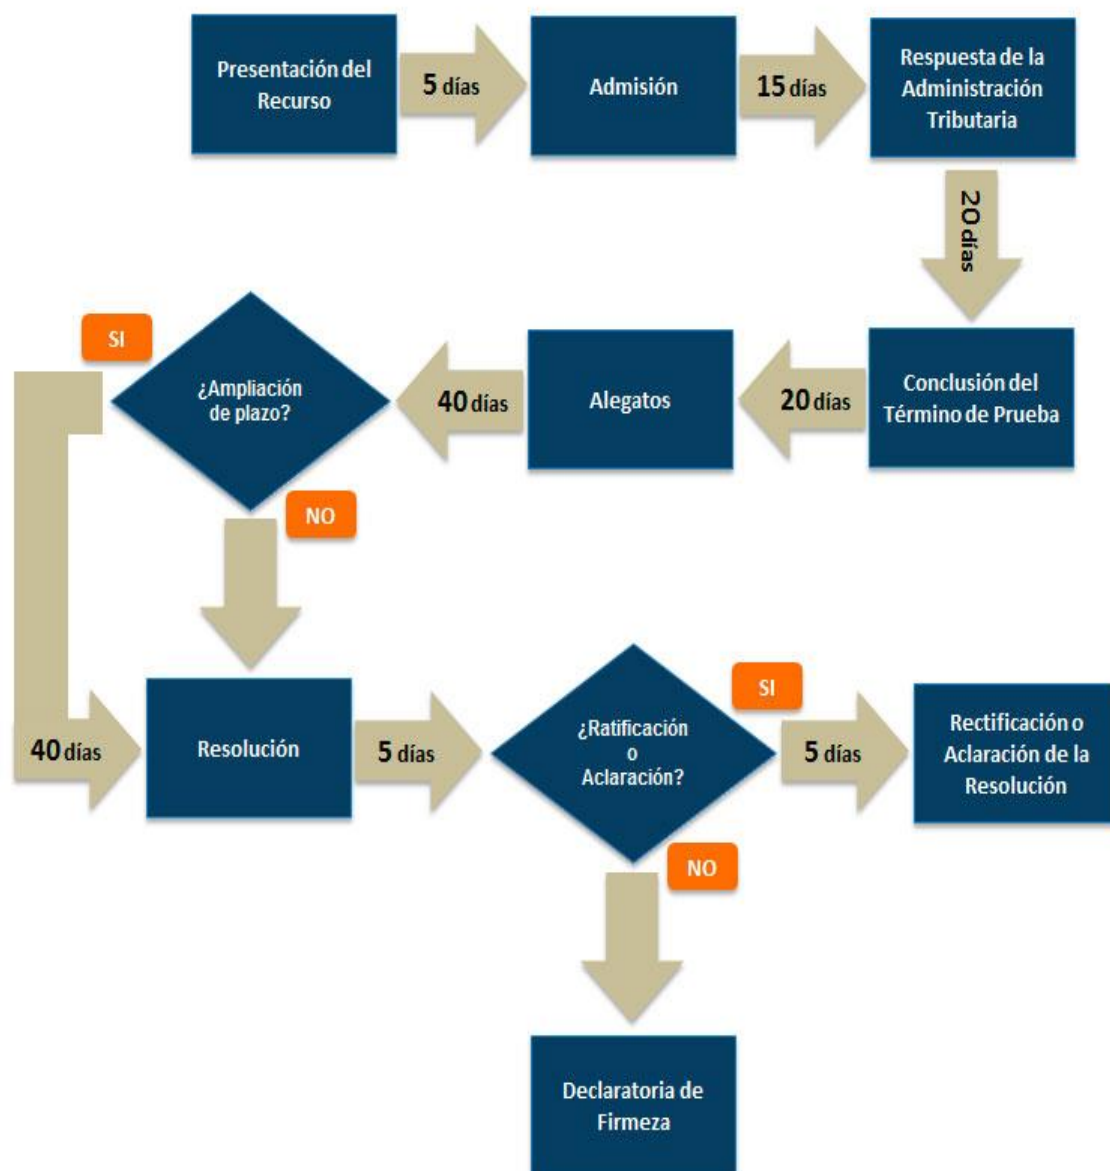 Presentación del
Recurso
5 días
Admisión
15 días
Respuesta de la
Administración
Tributaria
20 días
Conclusión del
Término de Prueba
20 días
Alegatos
40 días
¿Ampliación
de plazo?
SI
NO
40 días
Resolución
5 días
¿Ratificación
o
Aclaración?
SI
5 días
Rectificación o
Aclaración de la
Resolución
NO
Declaratoria de
Firmeza